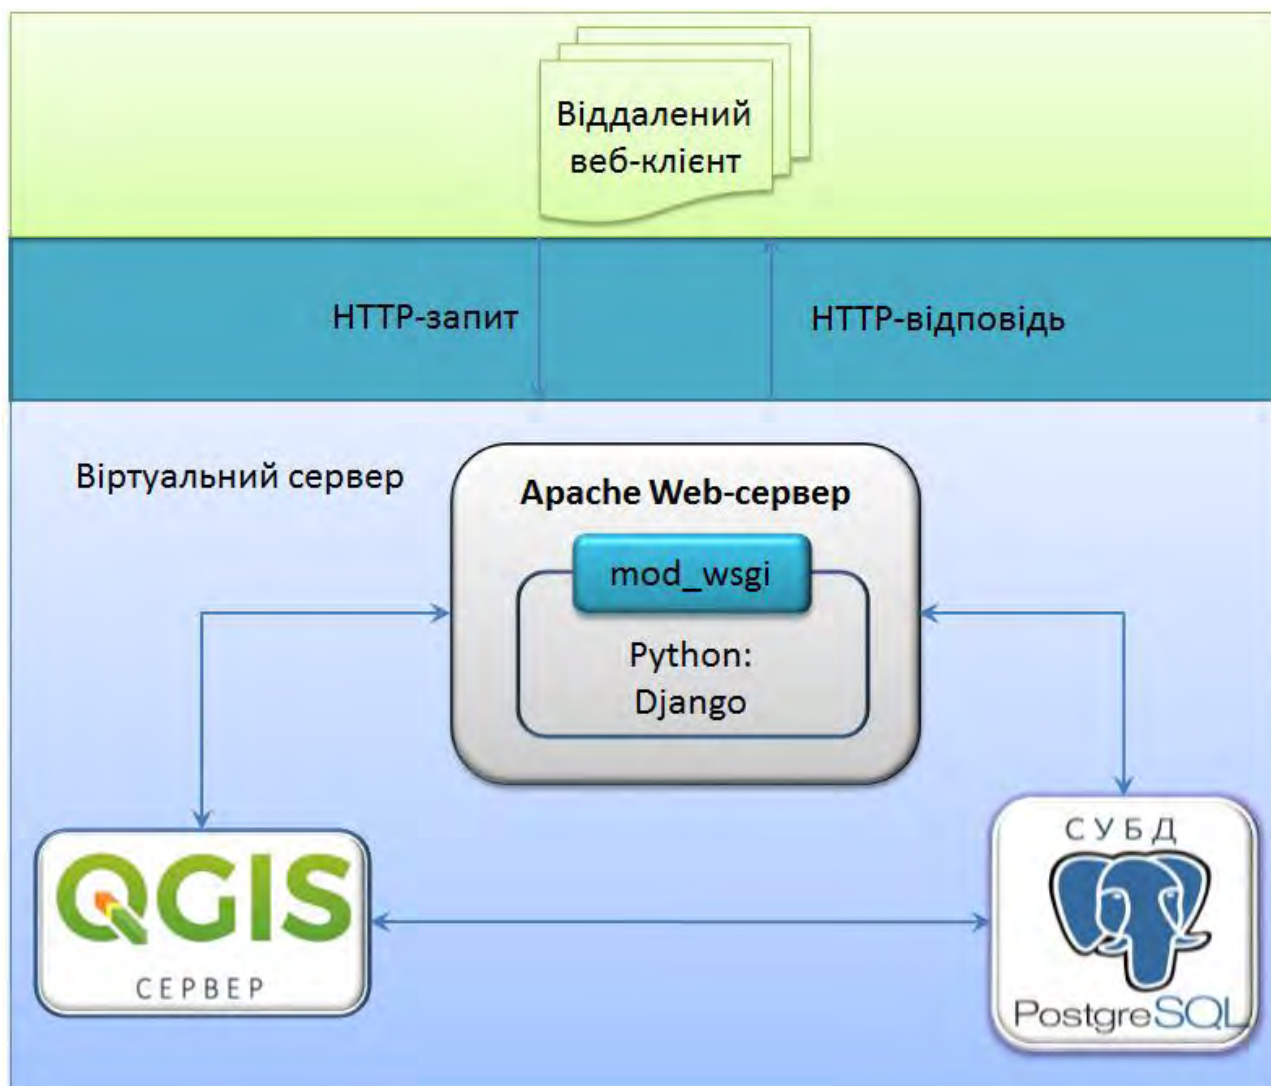 Віддалений
веб-клієнт
HTTP-запит
HTTP-відповідь
Віртуальний сервер
Apache Web-сервер
mod_wsgi
Python:
Django
QGIS
СЕРВЕР
СУБД
PostgreSQL